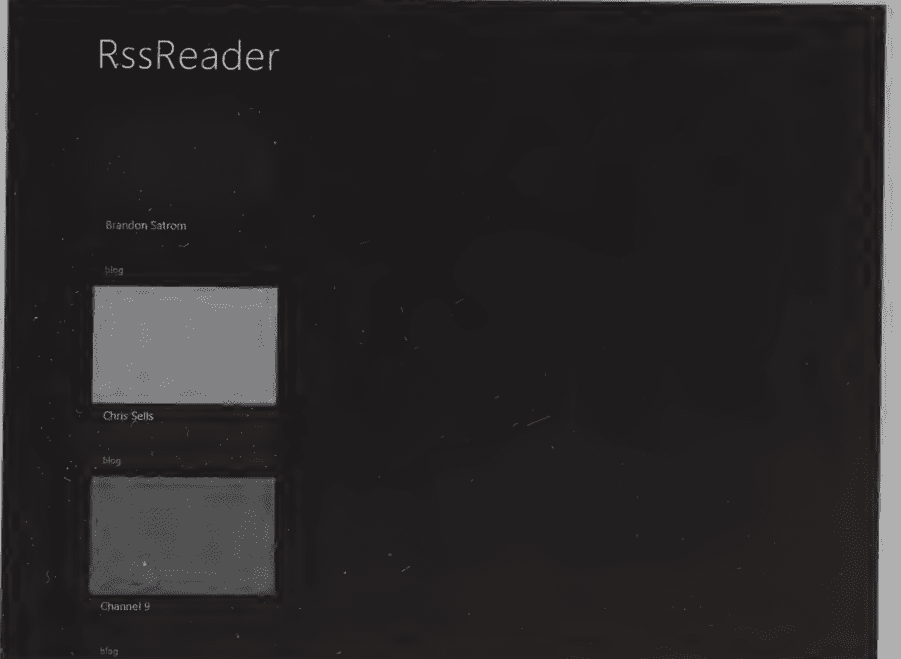 RssReader
Brandon Satrom
blog
Chris Sells
blog
Channel 9
blog